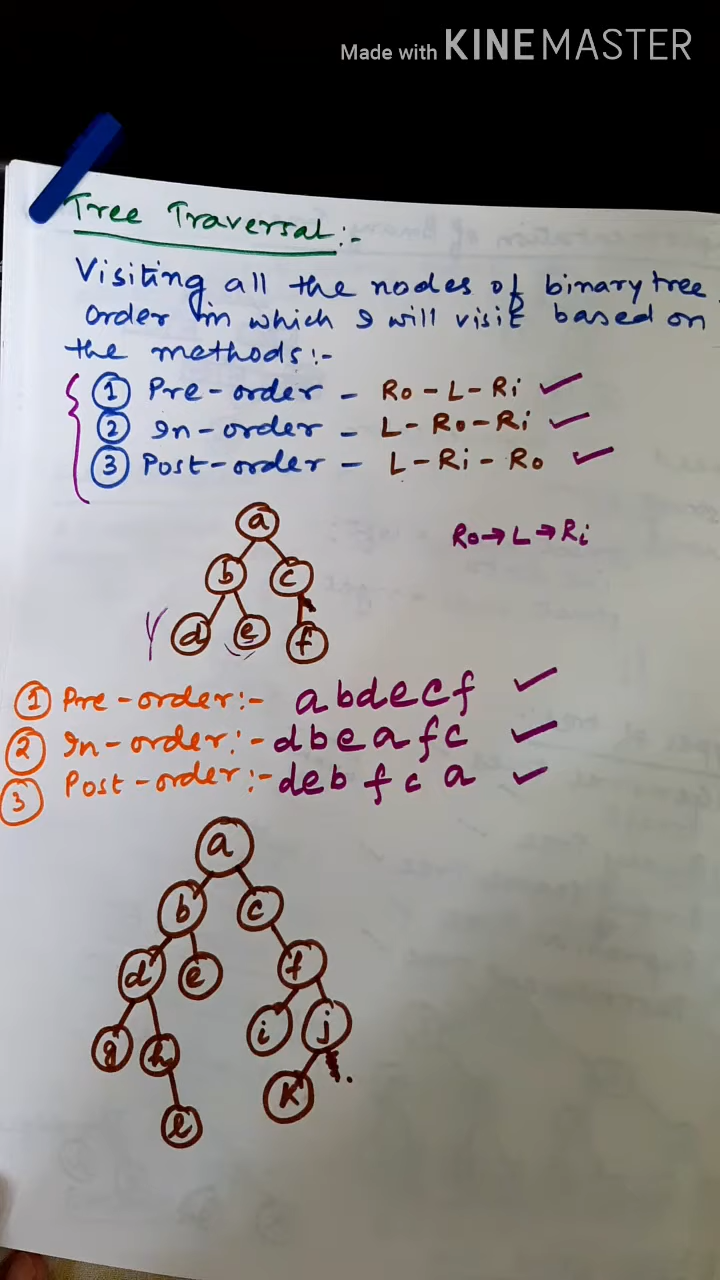 Made with KINEMASTER
Tree Traversal:-
Visiting all the nodes of binary tree.
order in which I will visit based on
the methods:-
① Pre-order - Ro-L-Ri ✓
② In-order - L-Ro-Ri ✓
③ Post-order - L-Ri-Ro ✓
a
Ro→L→Ri
b c
d e f
① Pre-order:- abdecf ✓
② In-order:- dbeafc ✓
③ Post-order:- debfca ✓
a
b c
d e f
g h i j
k
l